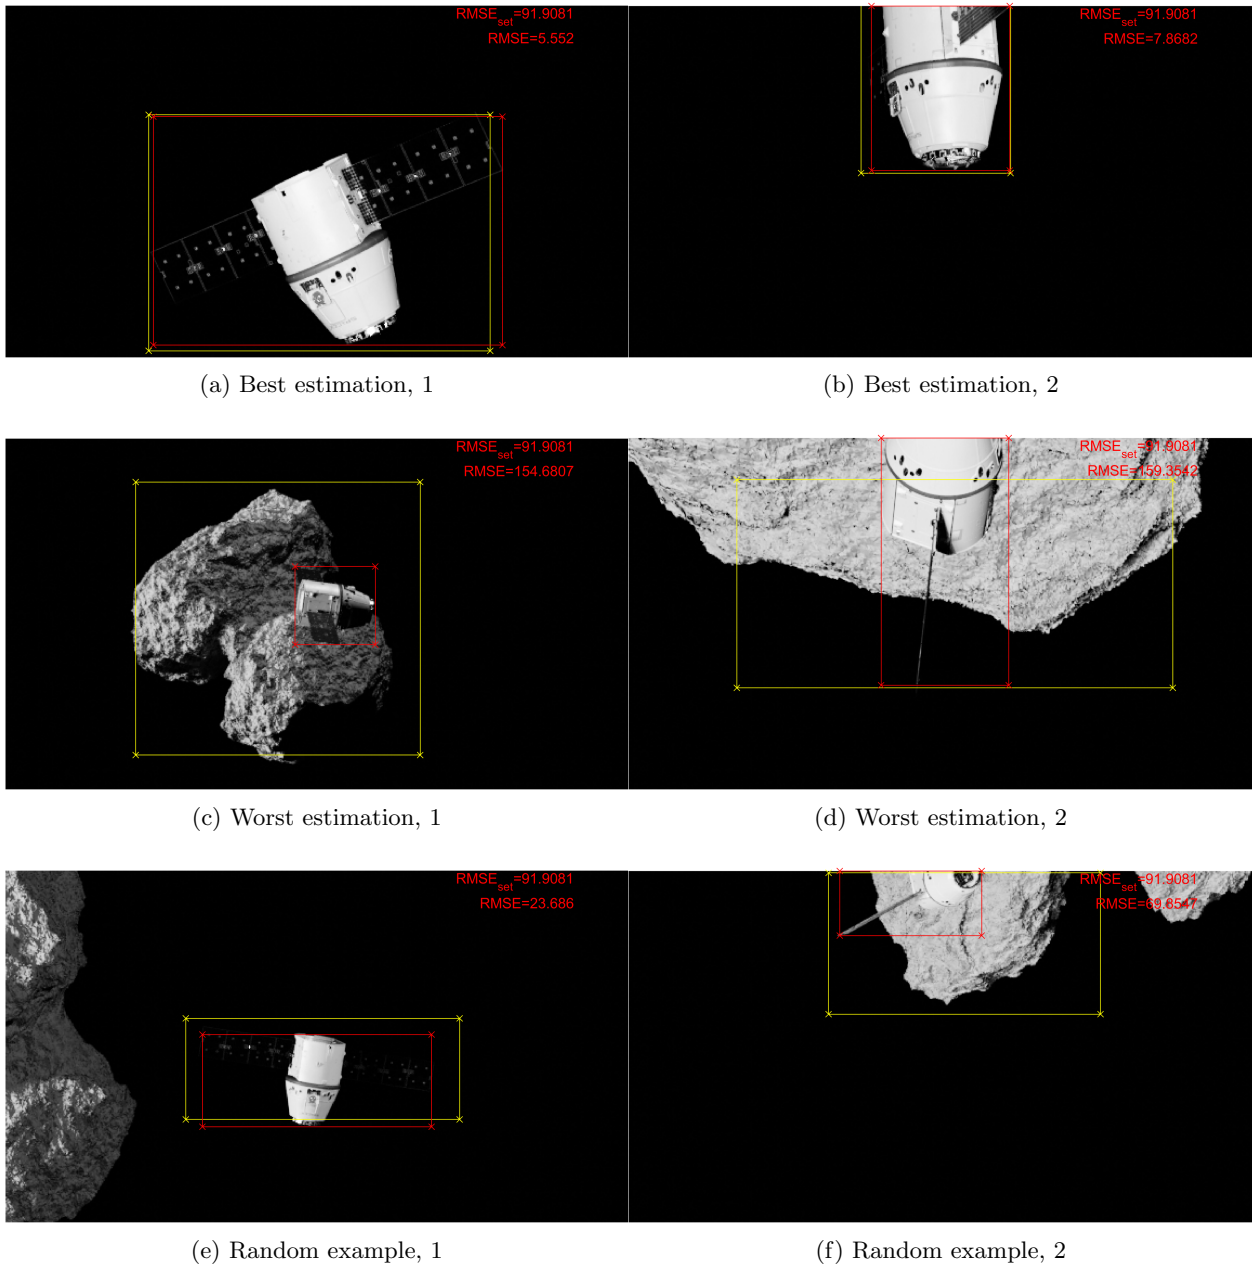 RMSEset=91.9081
RMSE=5.552
RMSEset=91.9081
RMSE=7.8682
(a) Best estimation, 1
(b) Best estimation, 2
RMSEset=91.9081
RMSE=154.6807
RMSEset=91.9081
RMSE=159.3542
(c) Worst estimation, 1
(d) Worst estimation, 2
RMSEset=91.9081
RMSE=23.686
RMSEset=91.9081
RMSE=69.6547
(e) Random example, 1
(f) Random example, 2